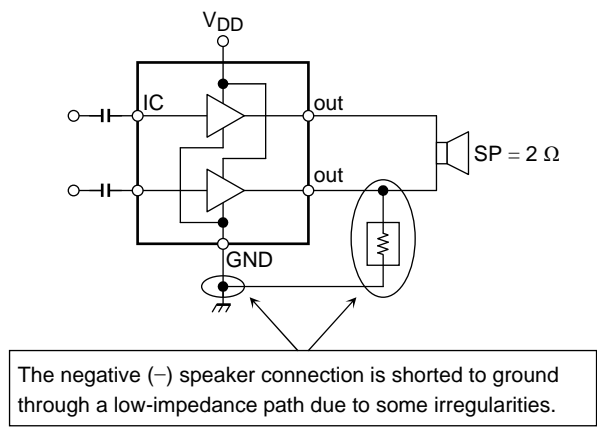 V_DD
IC
out
SP = 2 Ω
out
GND
The negative (−) speaker connection is shorted to ground
through a low-impedance path due to some irregularities.